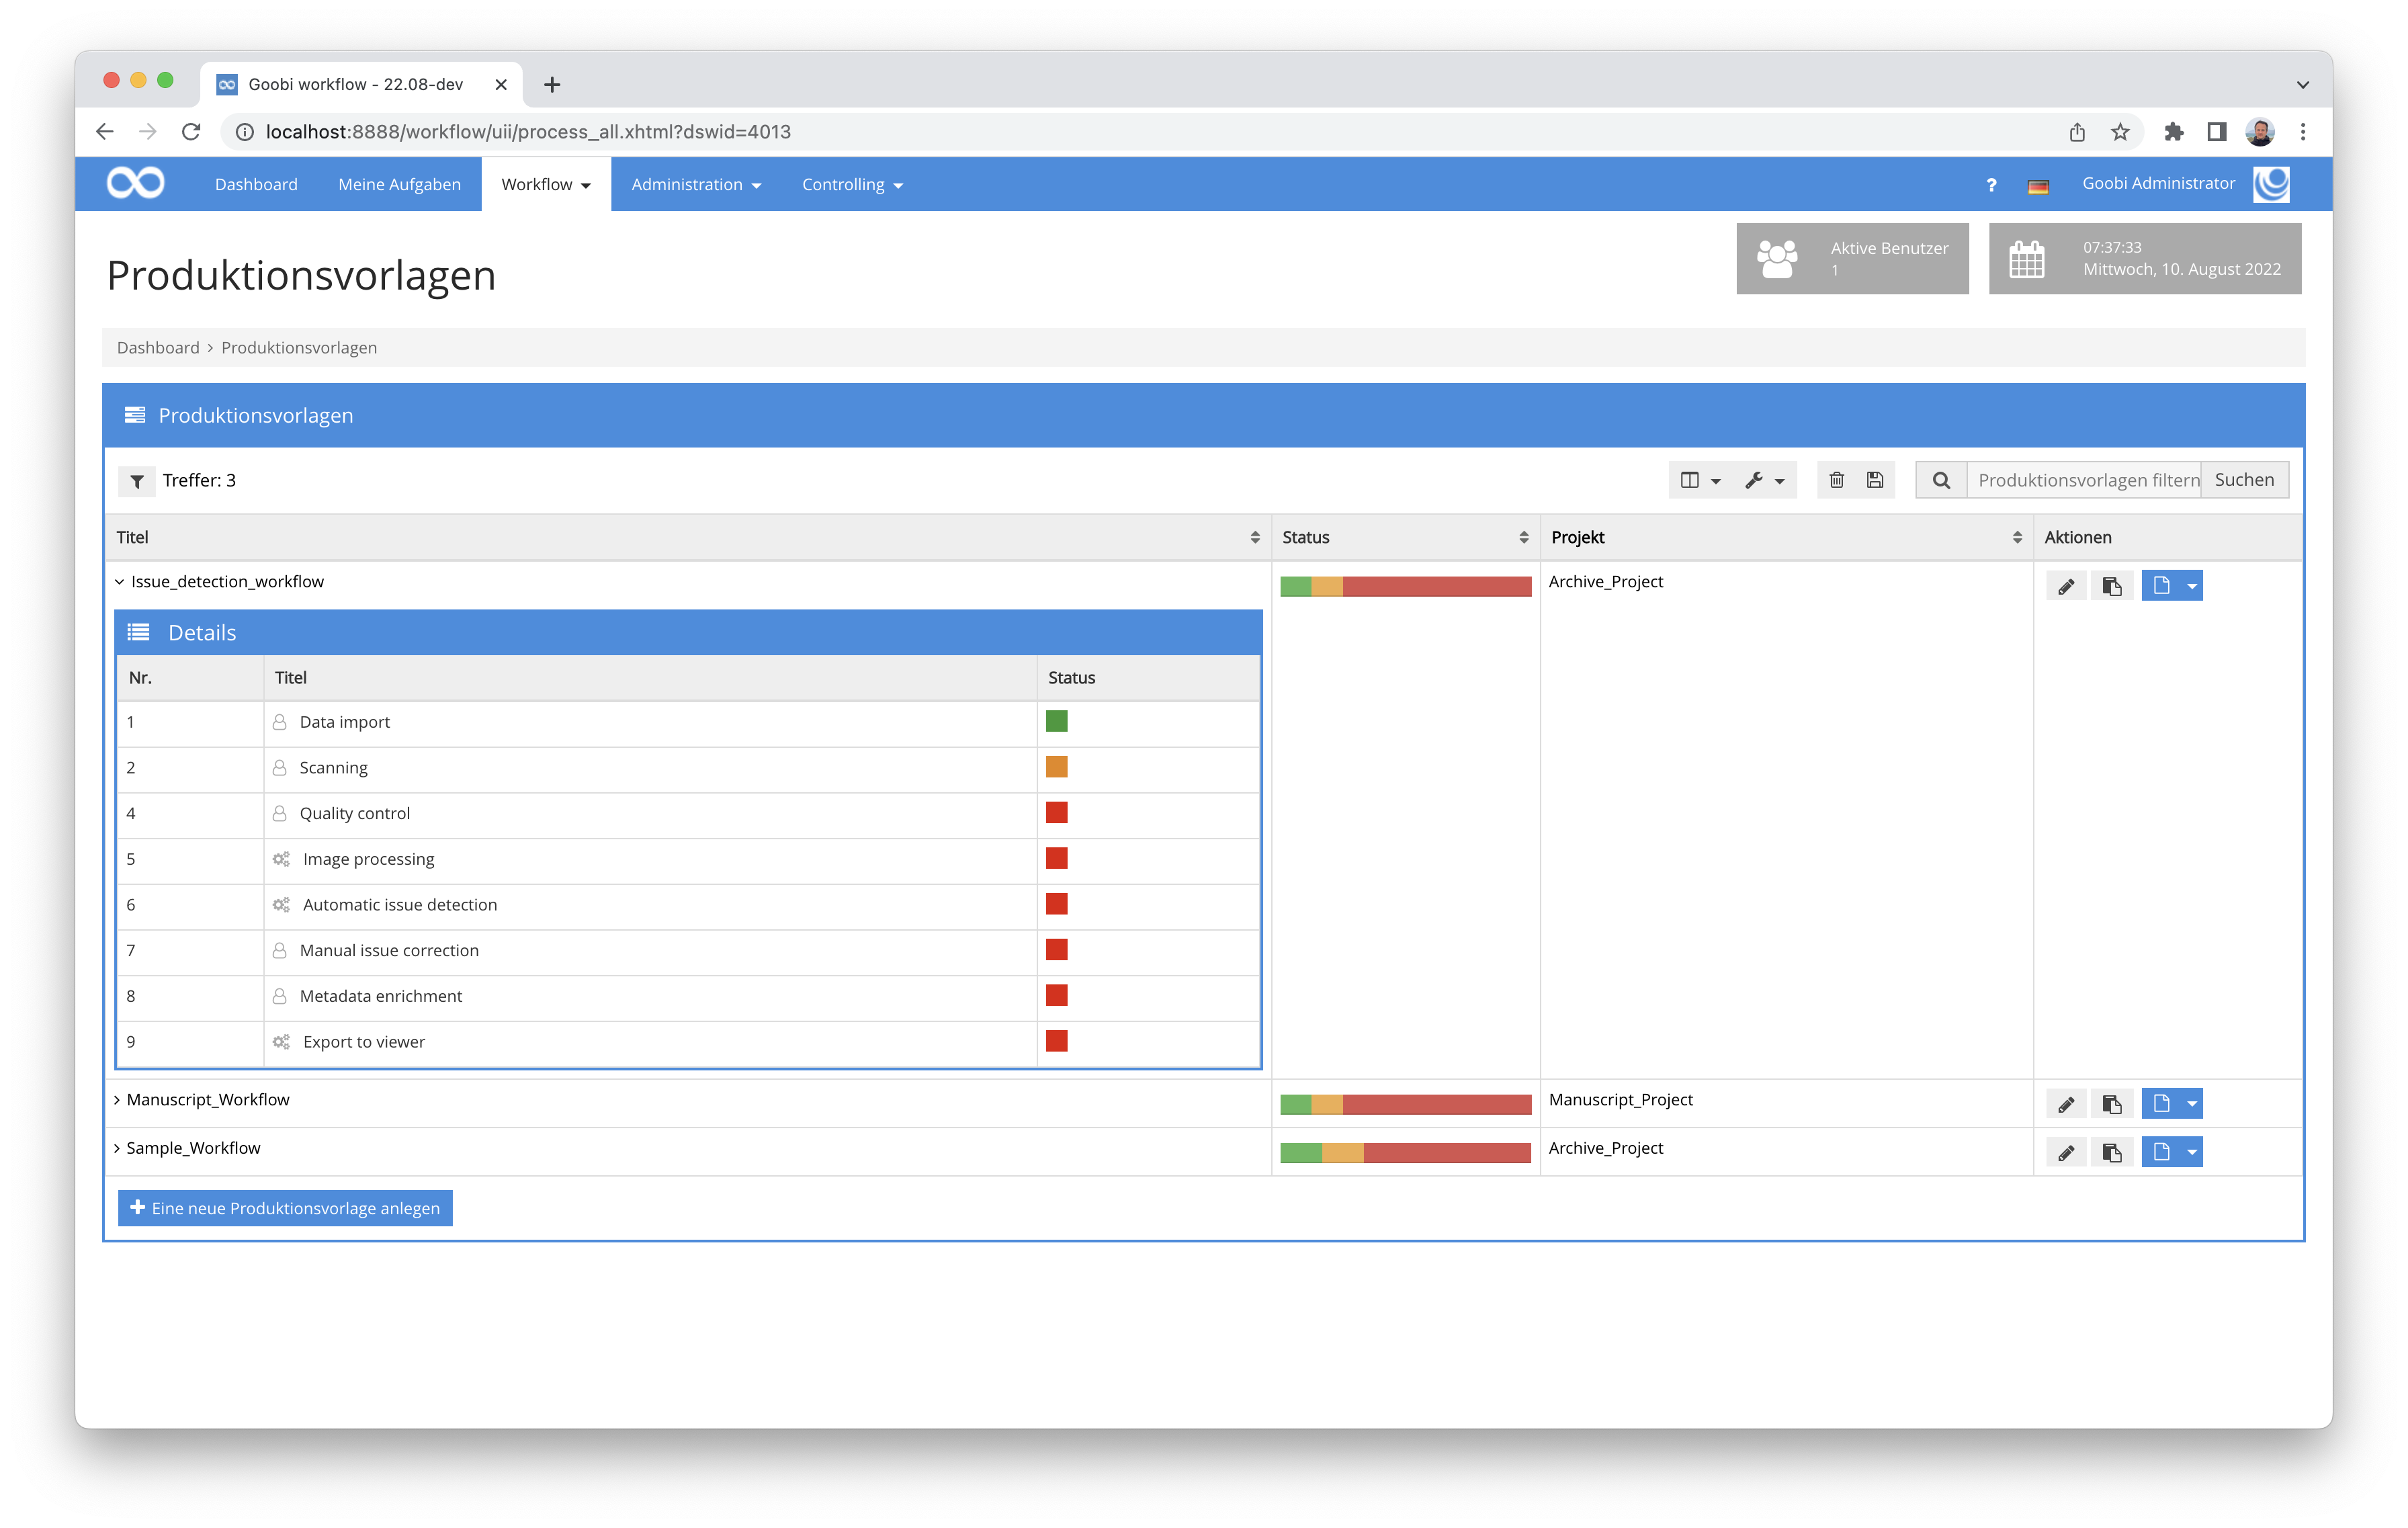 Goobi workflow - 22.08-dev
localhost:8888/workflow/uii/process_all.xhtml?dswid=4013
Dashboard Meine Aufgaben Workflow Administration Controlling ? Goobi Administrator
Produktionsvorlagen
Aktive Benutzer
1
07:37:33
Mittwoch, 10. August 2022
Dashboard > Produktionsvorlagen
Produktionsvorlagen
Treffer: 3
Produktionsvorlagen filtern Suchen
Titel Status Projekt Aktionen
Issue_detection_workflow Archive_Project
Details
Nr. Titel Status
1 Data import
2 Scanning
4 Quality control
5 Image processing
6 Automatic issue detection
7 Manual issue correction
8 Metadata enrichment
9 Export to viewer
Manuscript_Workflow Manuscript_Project
Sample_Workflow Archive_Project
Eine neue Produktionsvorlage anlegen